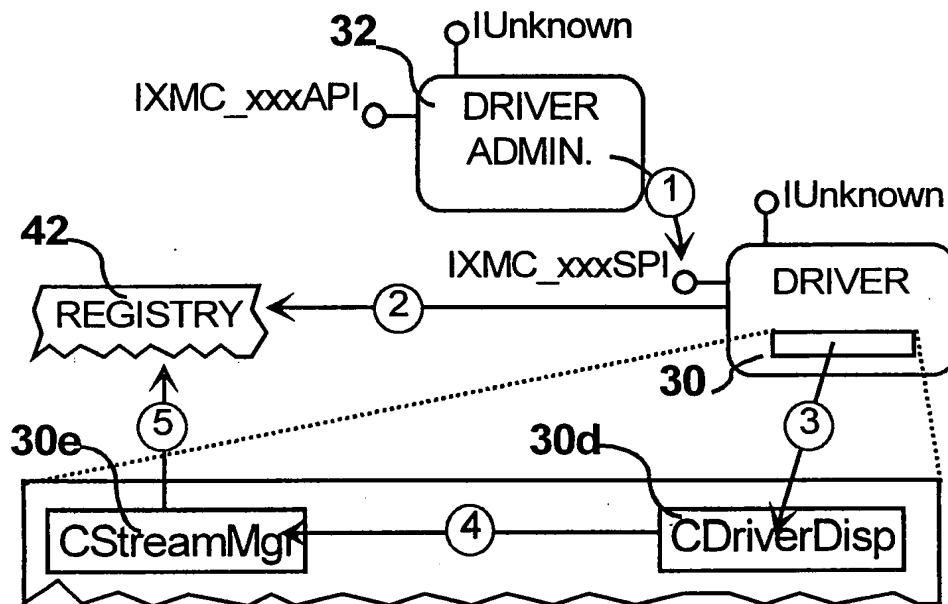 32
IUnknown
IXMC_xxxAPI
DRIVER
ADMIN.
1
IUnknown
42
IXMC_xxxSPI
DRIVER
REGISTRY
2
30
3
5
30e
30d
CStreamMgr
4
CDriverDisp